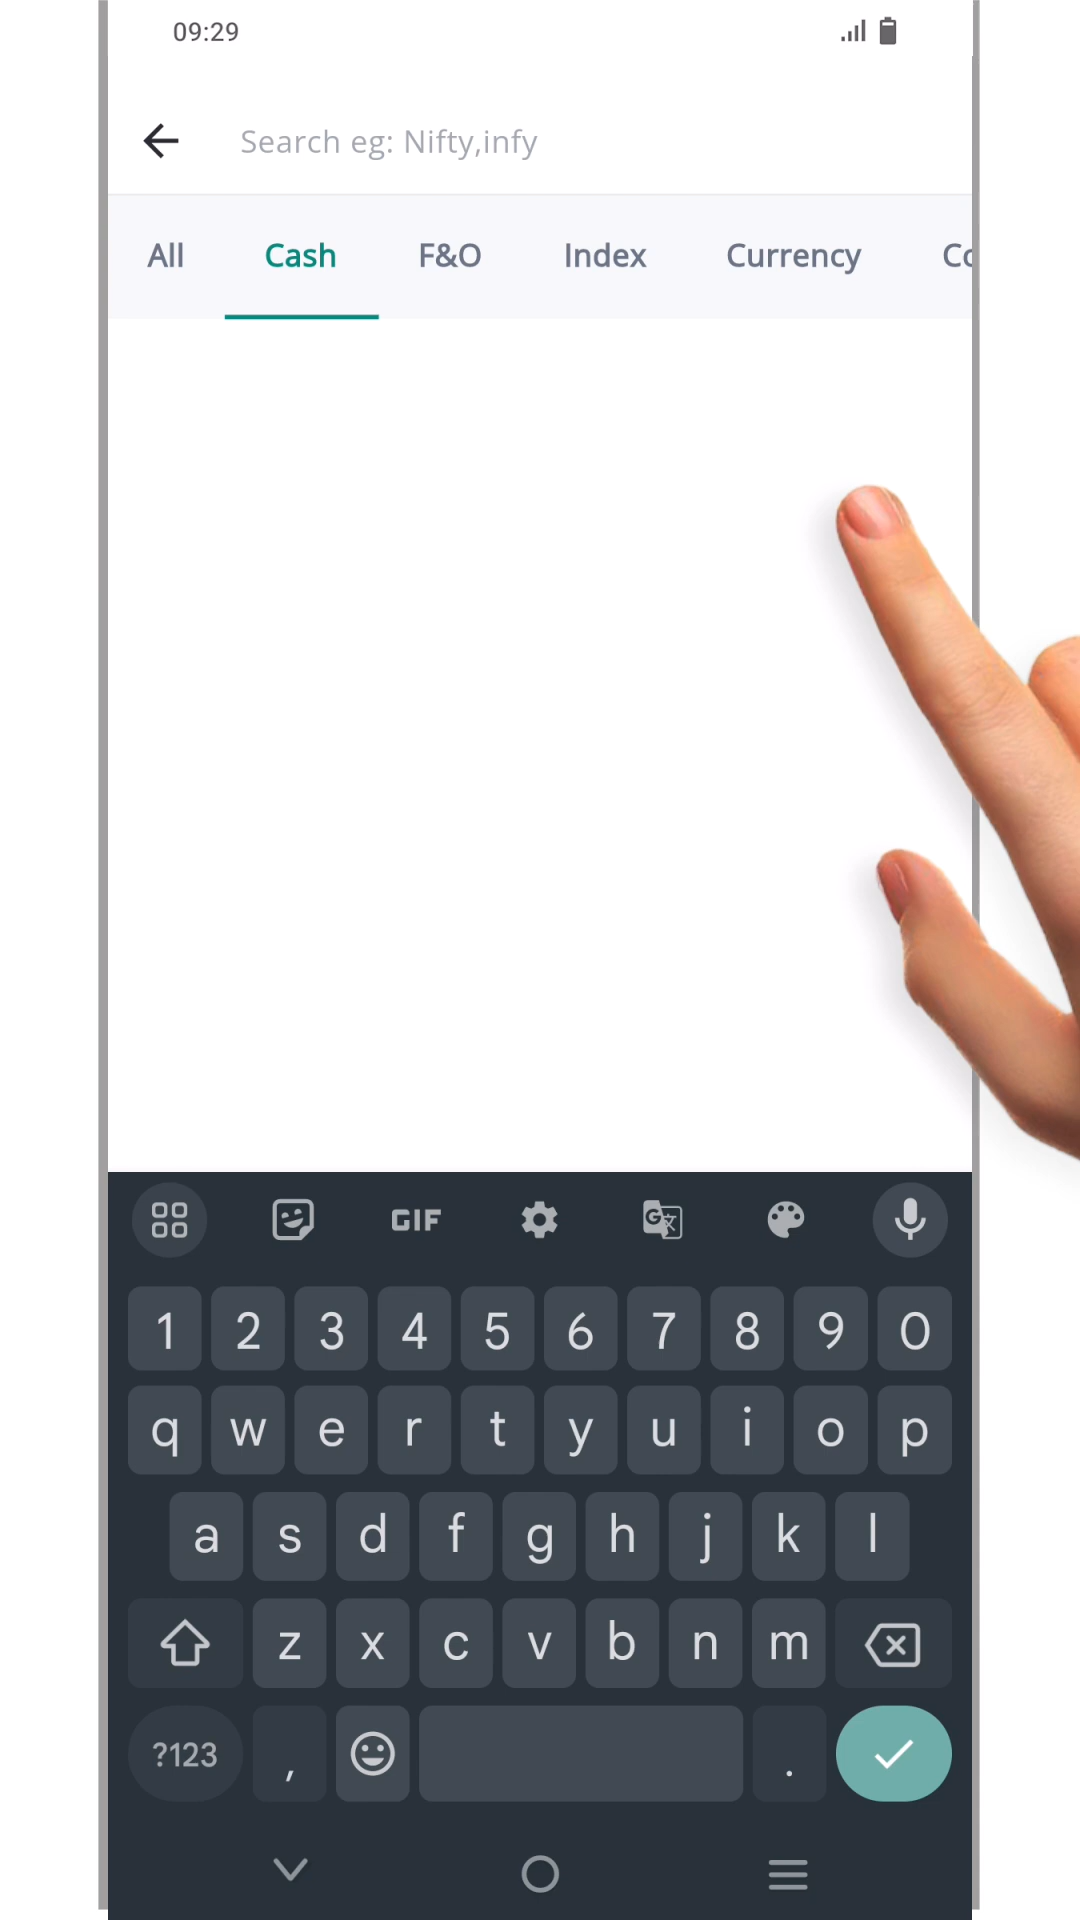 09:29
Search eg: Nifty,infy
All Cash F&O Index Currency Co
GIF G
1 2 3 4 5 6 7 8 9 0
q w e r t y u i o p
a s d f g h j k l
z x c v b n m
?123 , .